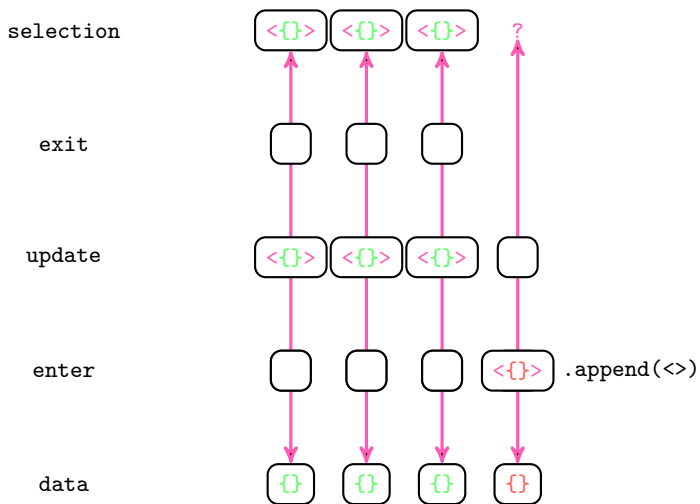 selection <{}> <{}> <{}> ?
exit
update <{}> <{}> <{}>
enter <{}> .append(<>)
data {} {} {} {}